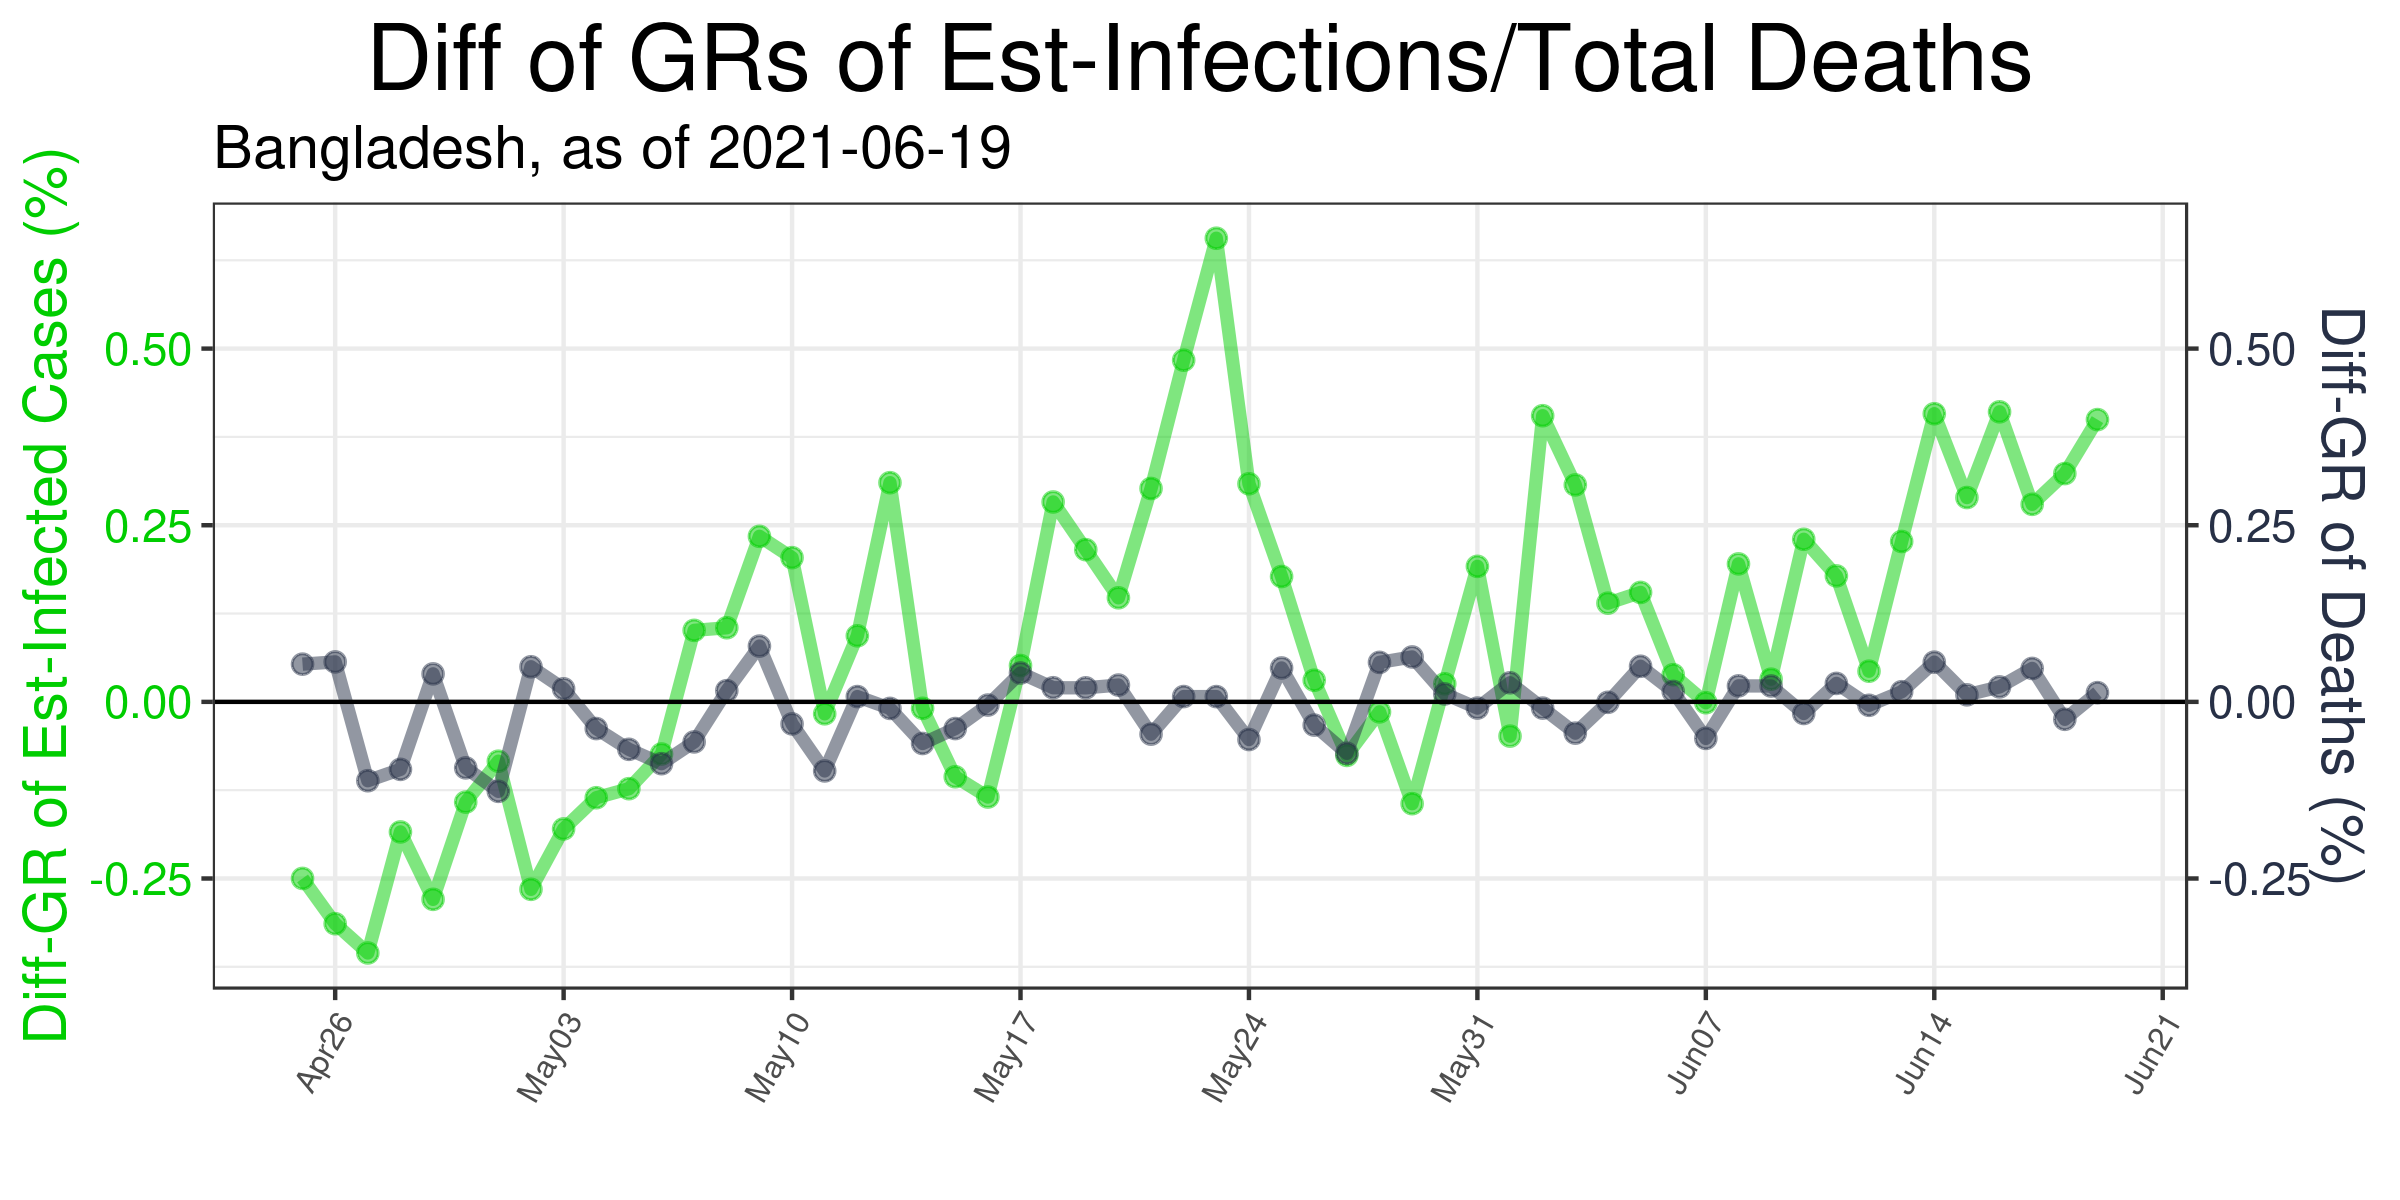 Diff of GRs of Est-Infections/Total Deaths
Bangladesh, as of 2021-06-19
Diff-GR of Est-Infected Cases (%)
0.50
0.25
0.00
-0.25
0.50
0.25
0.00
-0.25
Diff-GR of Deaths (%)
Apr26
May03
May10
May17
May24
May31
Jun07
Jun14
Jun21